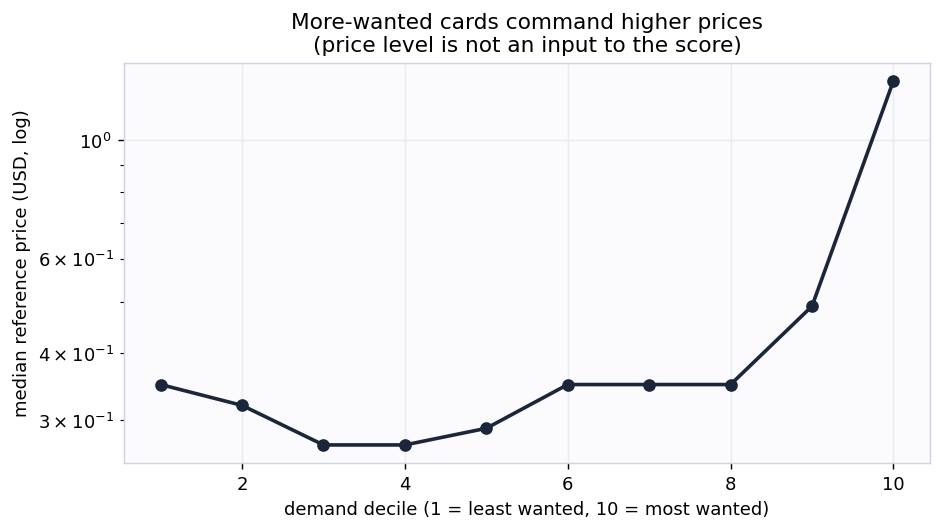 More-wanted cards command higher prices
(price level is not an input to the score)
median reference price (USD, log)
10⁰
6 × 10⁻¹
4 × 10⁻¹
3 × 10⁻¹
2 4 6 8 10
demand decile (1 = least wanted, 10 = most wanted)